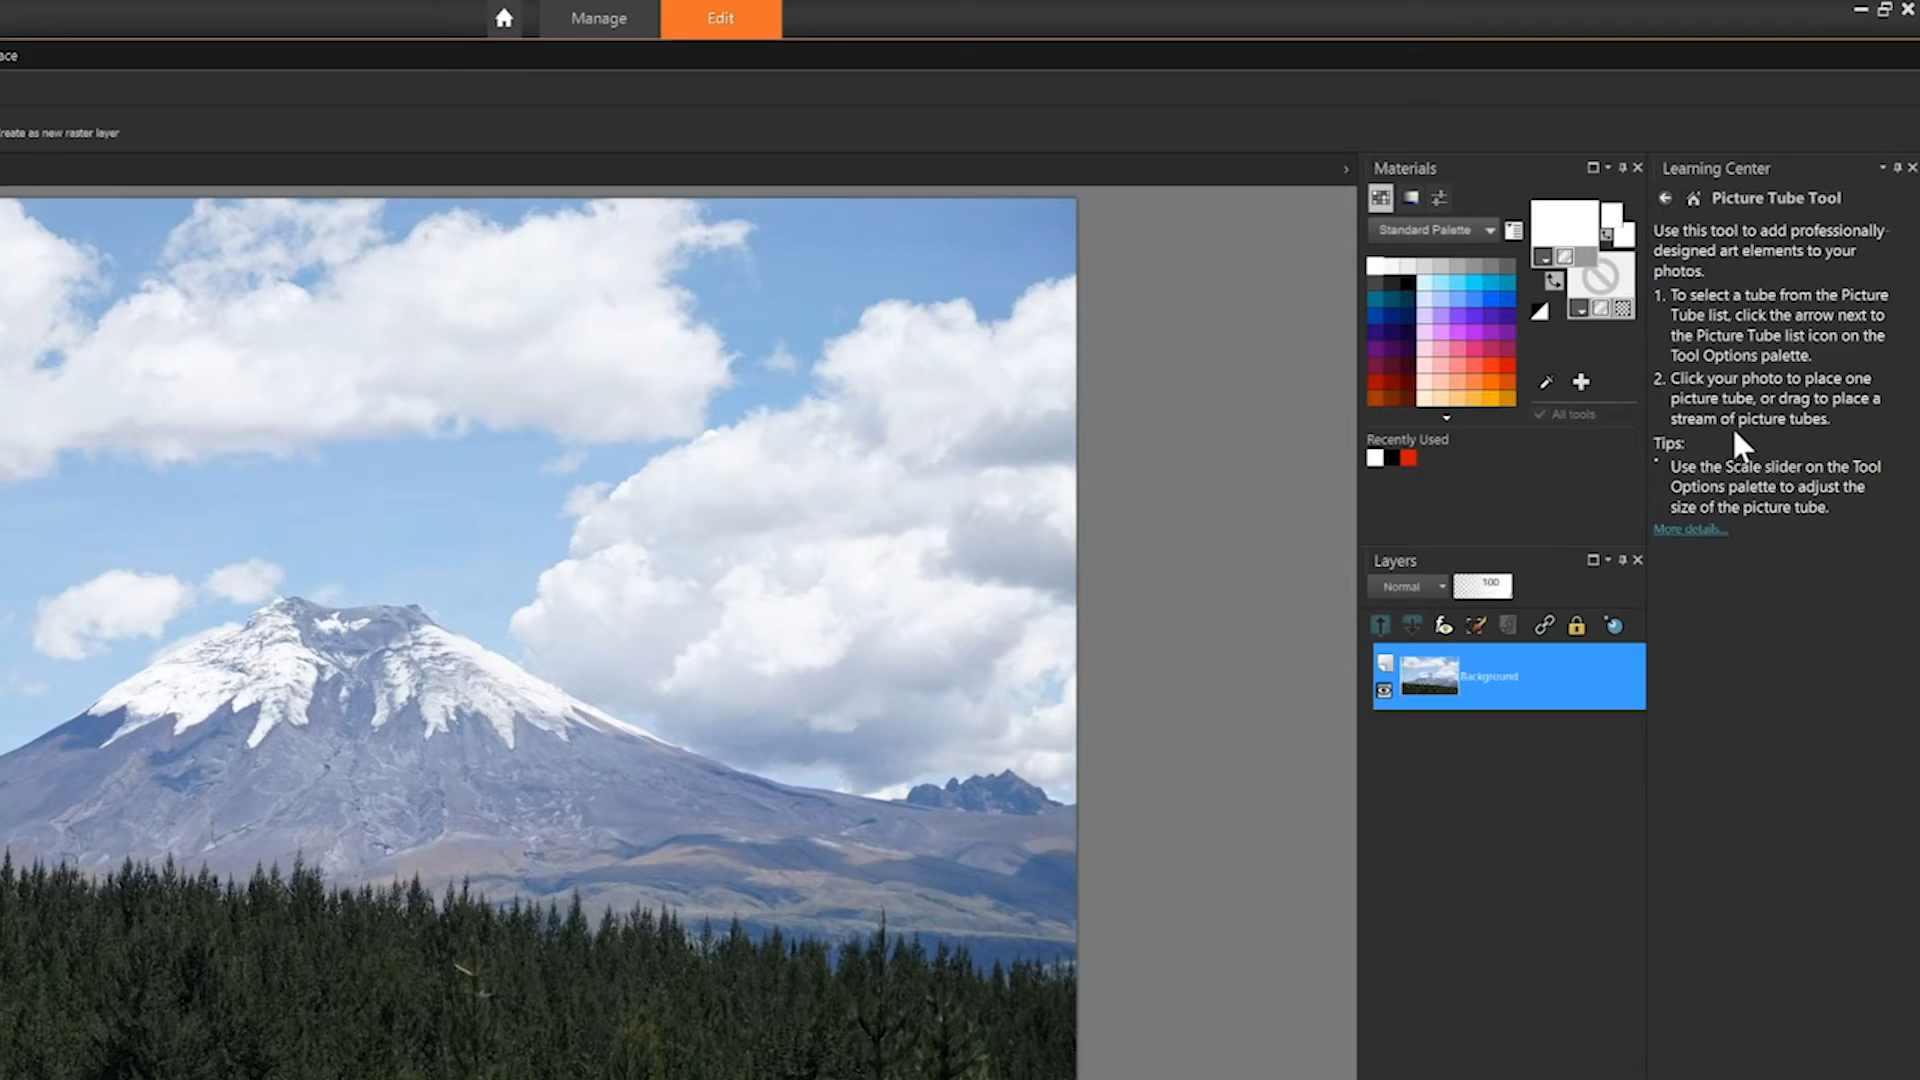 Manage
Edit
ace
reate as new raster layer
Materials
Standard Palette
All tools
Recently Used
Layers
Normal
100
Background
Learning Center
Picture Tube Tool
Use this tool to add professionally-
designed art elements to your
photos.
1. To select a tube from the Picture
Tube list, click the arrow next to
the Picture Tube list icon on the
Tool Options palette.
2. Click your photo to place one
picture tube, or drag to place a
stream of picture tubes.
Tips:
Use the Scale slider on the Tool
Options palette to adjust the
size of the picture tube.
More details...